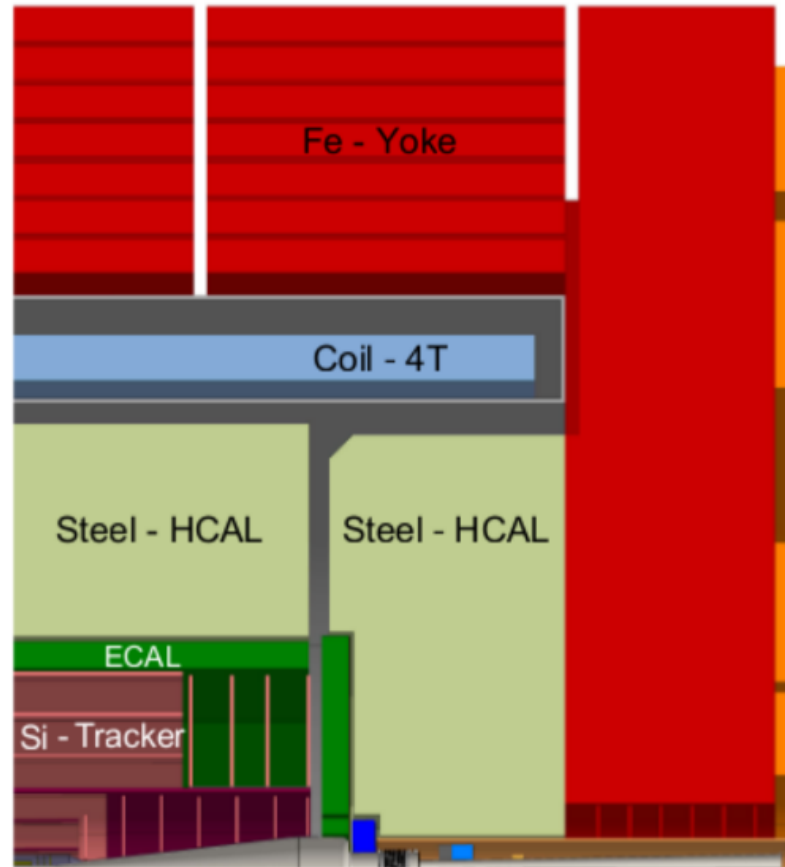 Fe - Yoke
Coil - 4T
Steel - HCAL
Steel - HCAL
ECAL
Si - Tracker